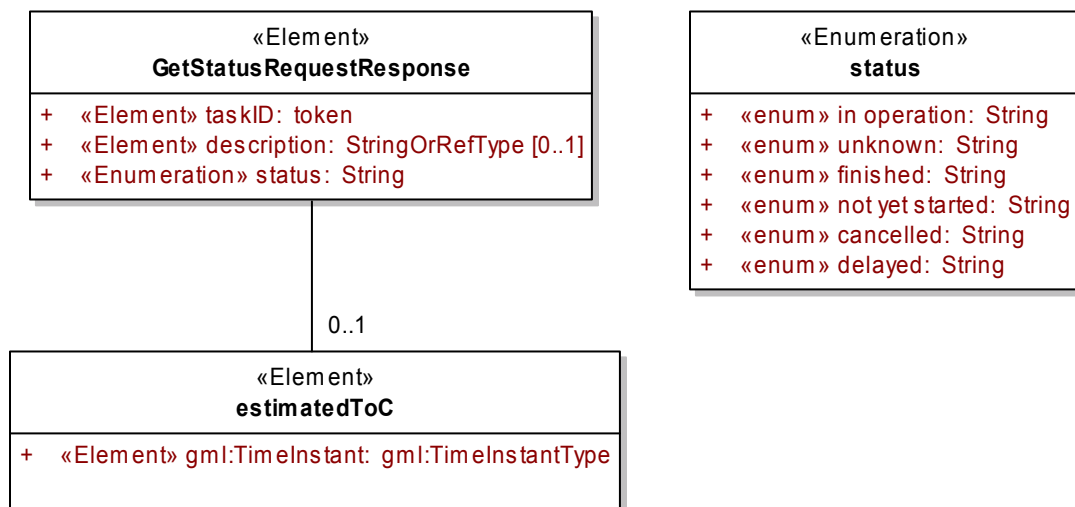 «Element»
GetStatusRequestResponse
+ «Element» taskID: token
+ «Element» description: StringOrRefType [0..1]
+ «Enumeration» status: String
«Enumeration»
status
+ «enum» in operation: String
+ «enum» unknown: String
+ «enum» finished: String
+ «enum» not yet started: String
+ «enum» cancelled: String
+ «enum» delayed: String
0..1
«Element»
estimatedToC
+ «Element» gml:TimeInstant: gml:TimeInstantType